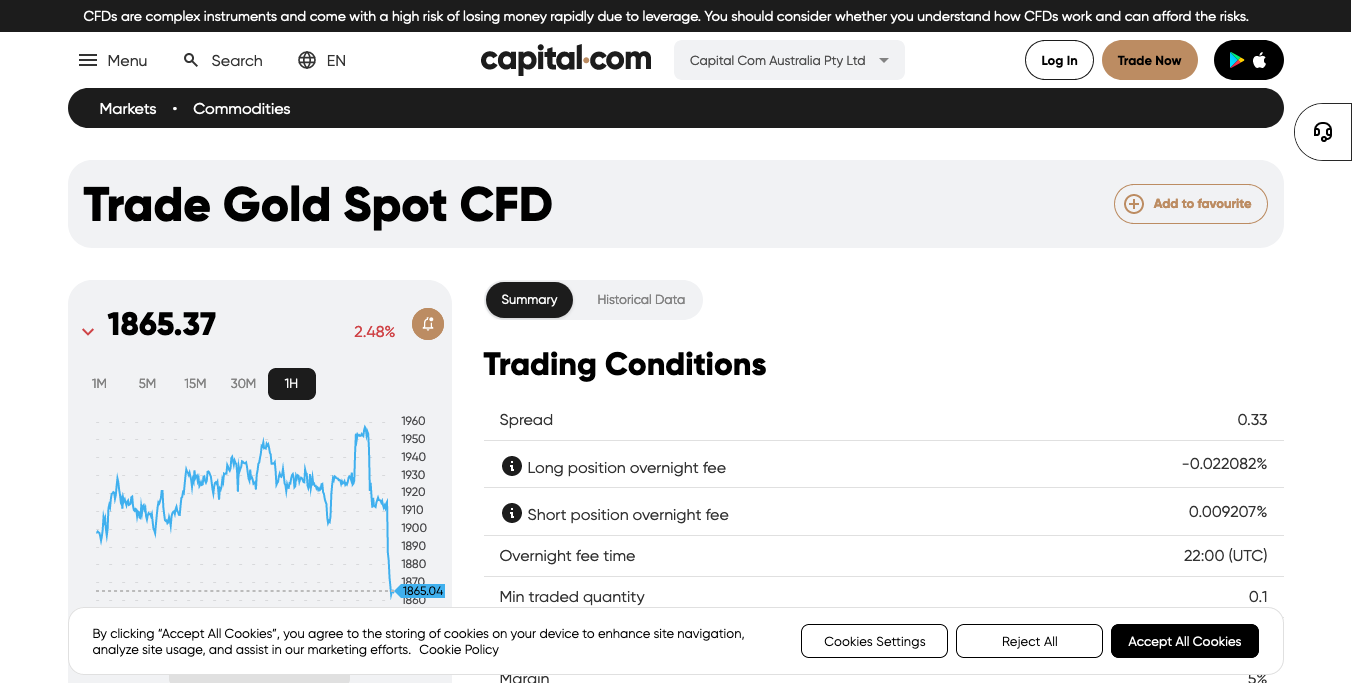 CFDs are complex instruments and come with a high risk of losing money rapidly due to leverage. You should consider whether you understand how CFDs work and can afford the risks.
Menu
Search
EN
capital.com
Capital Com Australia Pty Ltd
Log In
Trade Now
Markets • Commodities
Trade Gold Spot CFD
Add to favourite
1865.37
2.48%
1M 5M 15M 30M 1H
1960
1950
1940
1930
1920
1910
1900
1890
1880
1870
1865.04
1860
Summary
Historical Data
Trading Conditions
Spread 0.33
Long position overnight fee -0.022082%
Short position overnight fee 0.009207%
Overnight fee time 22:00 (UTC)
Min traded quantity 0.1
By clicking “Accept All Cookies”, you agree to the storing of cookies on your device to enhance site navigation,
analyze site usage, and assist in our marketing efforts. Cookie Policy
Cookies Settings
Reject All
Accept All Cookies
Margin 5%